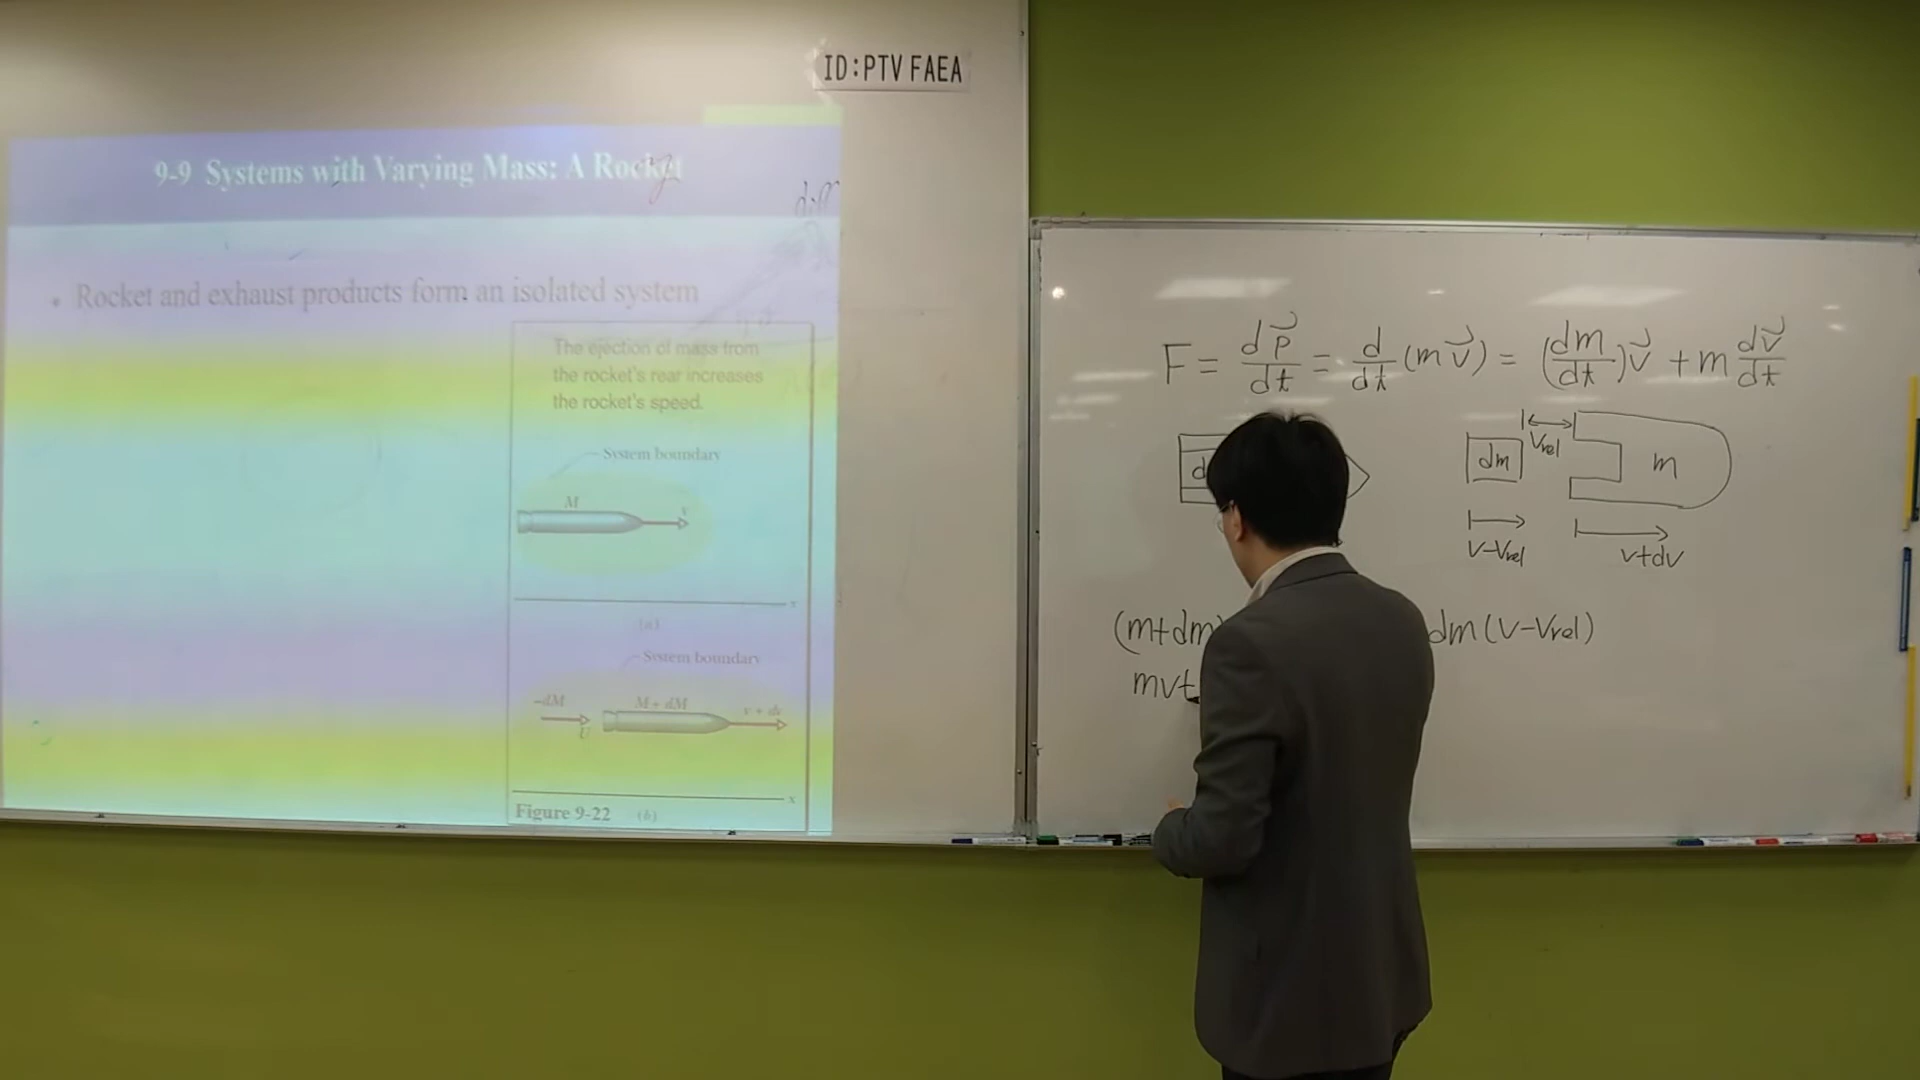 ID:PTV FAEA
9-9 Systems with Varying Mass: A Rocket
diff
• Rocket and exhaust products form an isolated system
The ejection of mass from
the rocket's rear increases
the rocket's speed.
System boundary
M
v
x
(a)
System boundary
-dM
M + dM
v + dv
U
x
Figure 9-22 (b)
F = dp⃗/dt = d/dt (m v⃗) = (dm/dt) v⃗ + m dv⃗/dt
d
dm
Vrel
m
v-Vrel
v+dv
(m+dm) dm(v-Vrel)
mv+